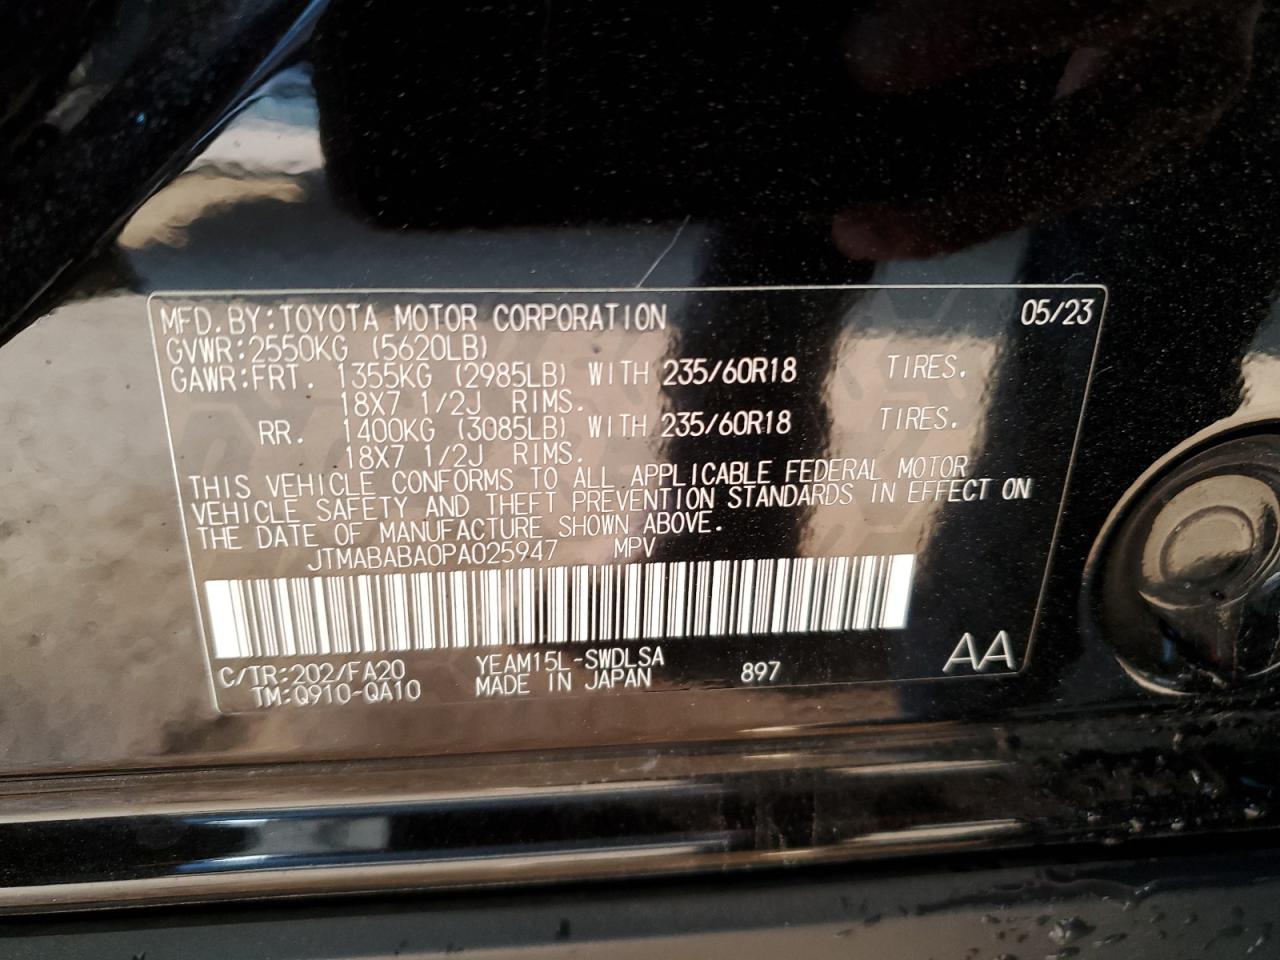 MFD. BY: TOYOTA MOTOR CORPORATION 05/23
GVWR: 2550KG (5620LB)
GAWR: FRT. 1355KG (2985LB) WITH 235/60R18 TIRES.
18X7 1/2J RIMS.
RR. 1400KG (3085LB) WITH 235/60R18 TIRES.
18X7 1/2J RIMS.
THIS VEHICLE CONFORMS TO ALL APPLICABLE FEDERAL MOTOR
VEHICLE SAFETY AND THEFT PREVENTION STANDARDS IN EFFECT ON
THE DATE OF MANUFACTURE SHOWN ABOVE.
JTMABABA0PA025947 MPV
C/TR: 202/FA20 YEAM15L-SWDLSA 897 AA
TM: Q910-QA10 MADE IN JAPAN